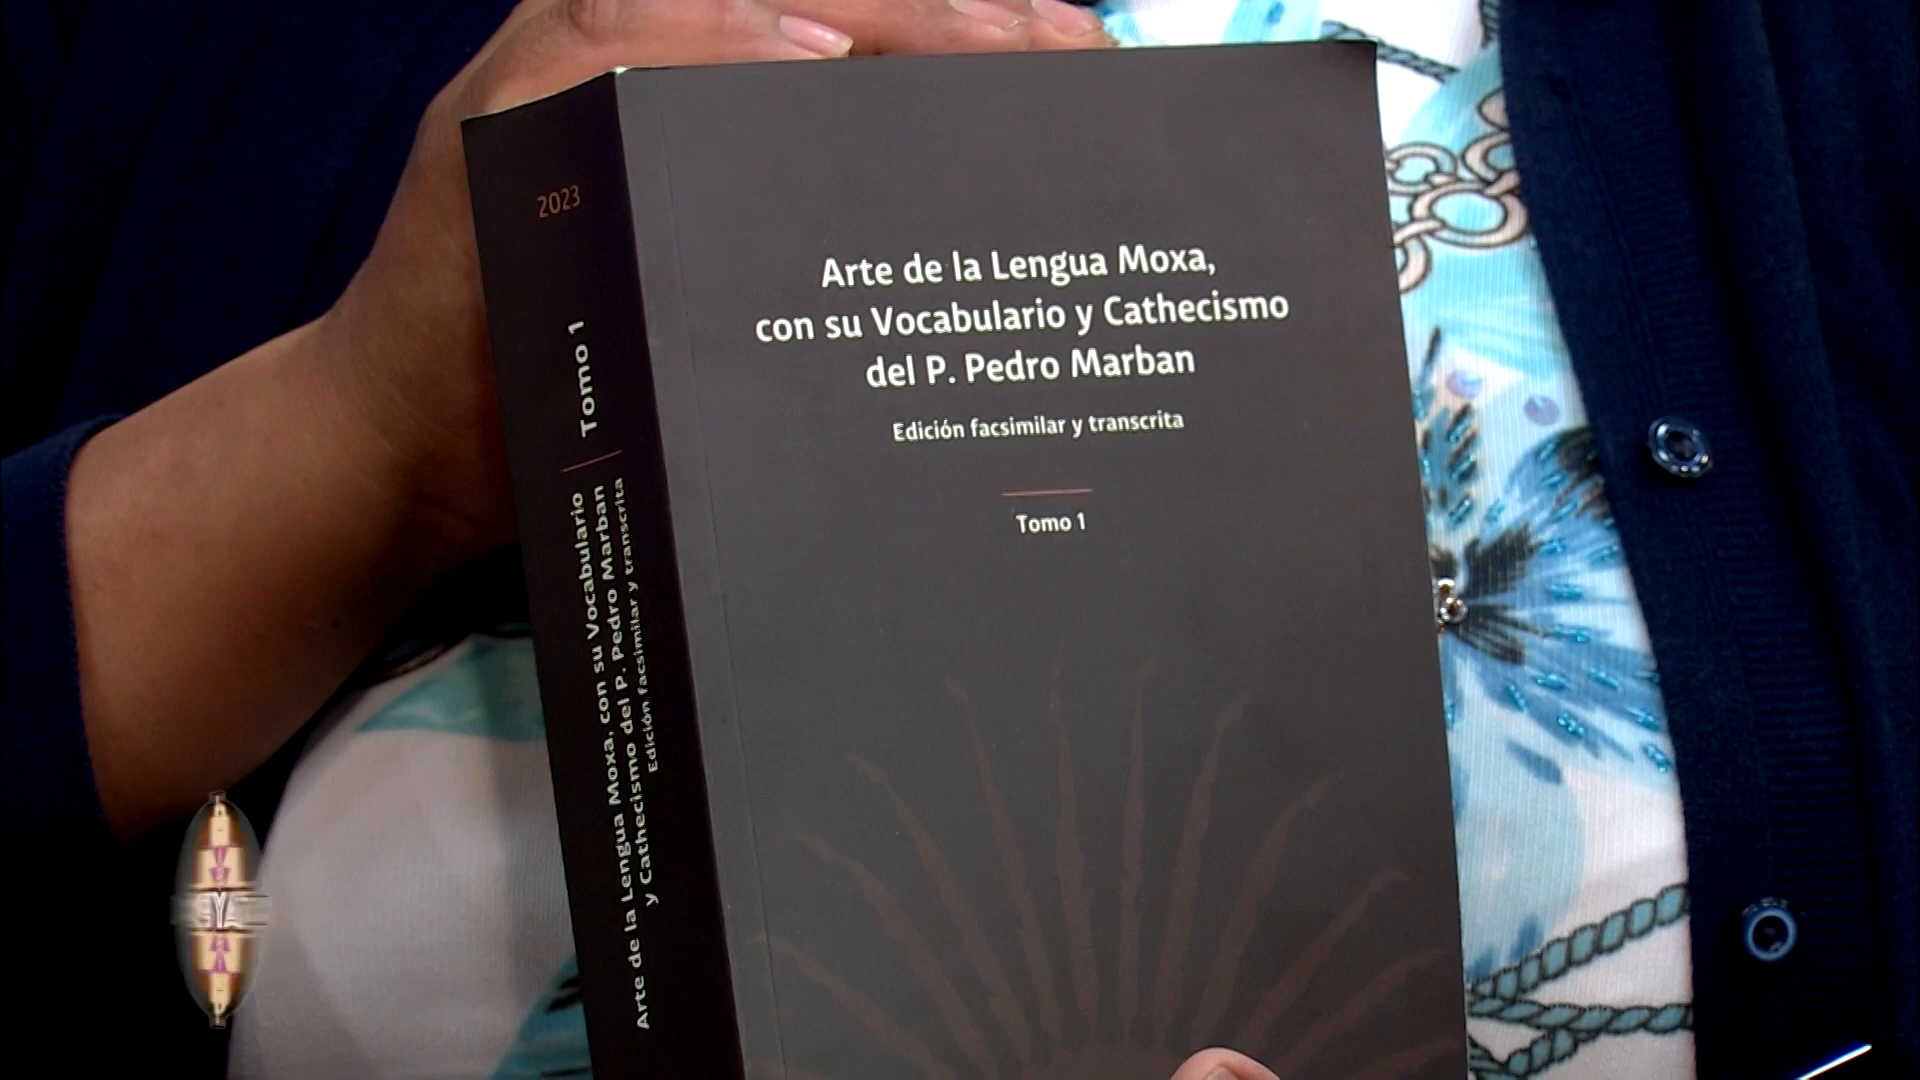 2023
Tomo 1
Arte de la Lengua Moxa, con su Vocabulario
y Cathecismo del P. Pedro Marban
Edición facsimilar y transcrita
Arte de la Lengua Moxa,
con su Vocabulario y Cathecismo
del P. Pedro Marban
Edición facsimilar y transcrita
Tomo 1